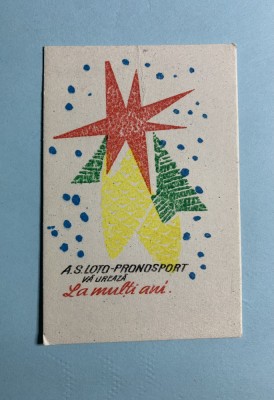 A.S. LOTO-PRONOSPORT
VĂ UREAZĂ
La mulți ani.